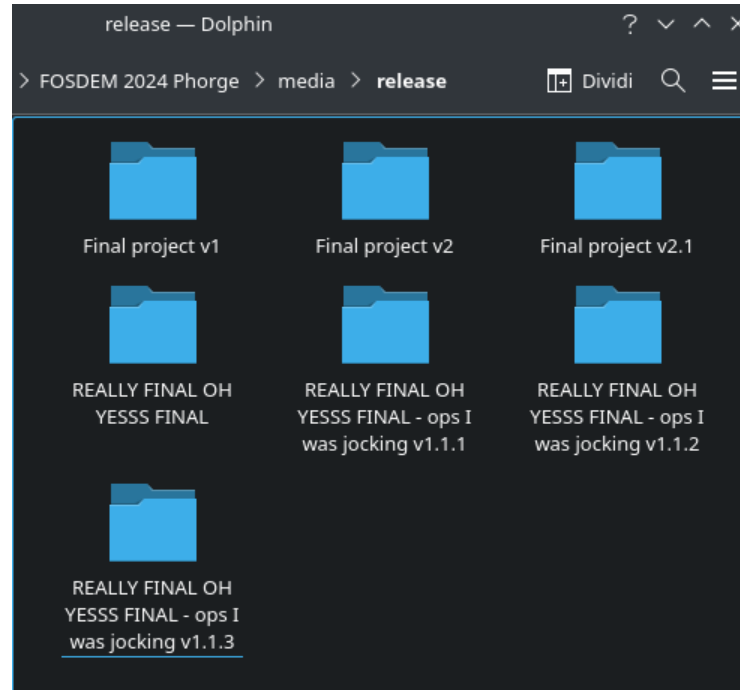 release — Dolphin
> FOSDEM 2024 Phorge > media > release
Dividi
Final project v1
Final project v2
Final project v2.1
REALLY FINAL OH
YESSS FINAL
REALLY FINAL OH
YESSS FINAL - ops I
was jocking v1.1.1
REALLY FINAL OH
YESSS FINAL - ops I
was jocking v1.1.2
REALLY FINAL OH
YESSS FINAL - ops I
was jocking v1.1.3